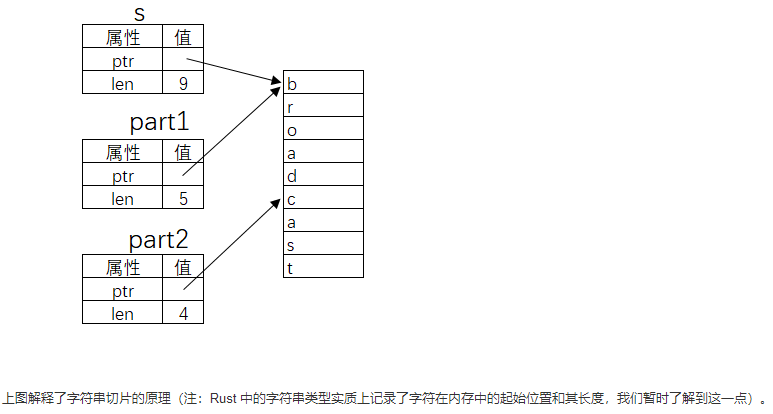 s
属性 值
ptr
len 9
part1
属性 值
ptr
len 5
part2
属性 值
ptr
len 4
b
r
o
a
d
c
a
s
t
上图解释了字符串切片的原理（注：Rust 中的字符串类型实质上记录了字符在内存中的起始位置和其长度，我们暂时了解到这一点）。